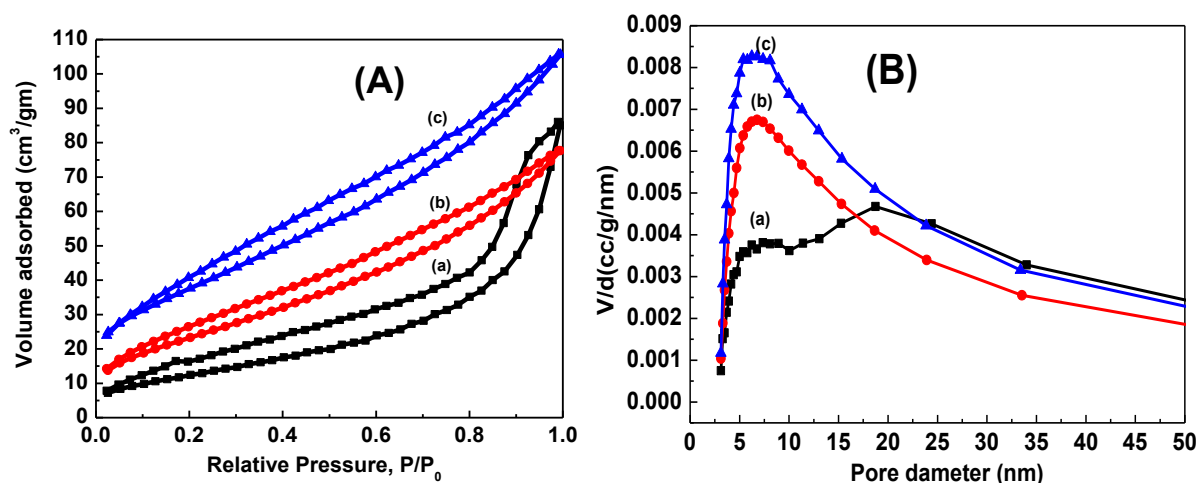 (A)
110
100
90
80
70
60
50
40
30
20
10
0
Volume adsorbed (cm³/gm)
(c)
(b)
(a)
0.0 0.2 0.4 0.6 0.8 1.0
Relative Pressure, P/P₀
(B)
0.009
0.008
0.007
0.006
0.005
0.004
0.003
0.002
0.001
0.000
V/d(cc/g/nm)
(c)
(b)
(a)
0 5 10 15 20 25 30 35 40 45 50
Pore dameter (nm)